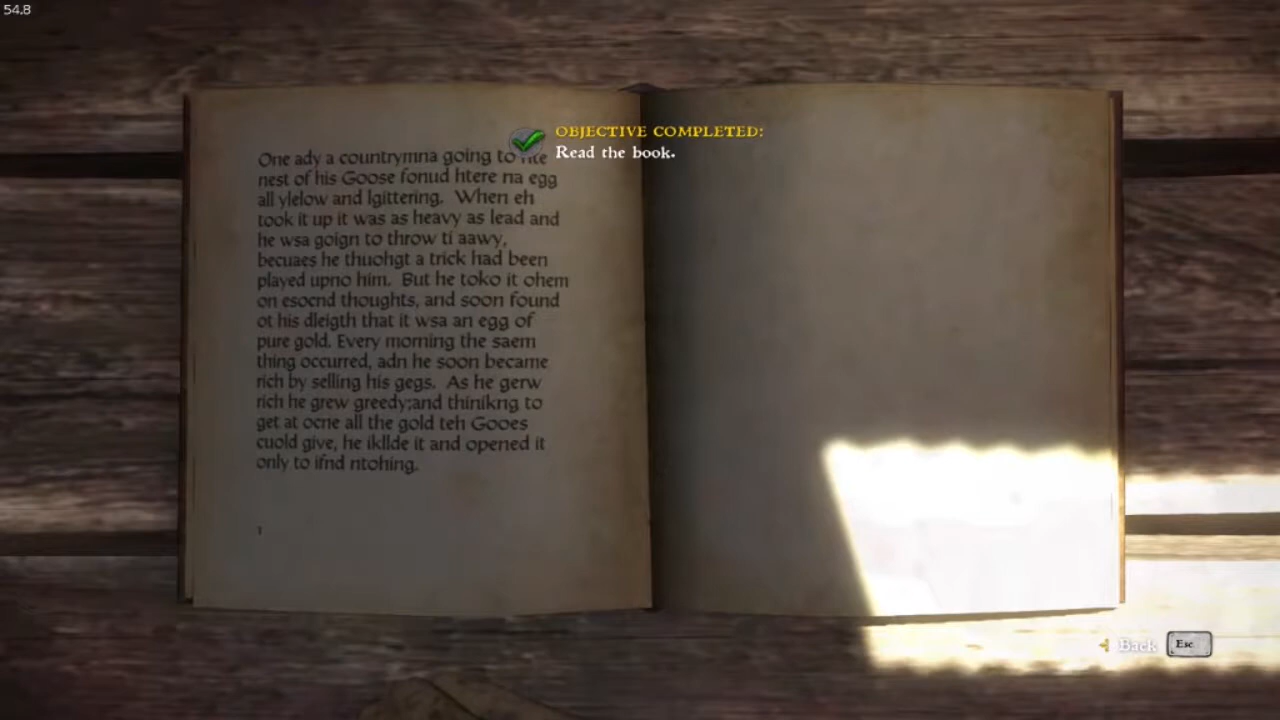 54.8
OBJECTIVE COMPLETED:
Read the book.
One ady a countrymna going to
nest of his Goose fonud htere na egg
all ylelow and lgittering. When eh
took it up it was as heavy as lead and
he wsa goign to throw ti aawy,
becuaes he thuohgt a trick had been
played upno him. But he toko it ohem
on esocnd thoughts, and soon found
ot his dleigth that it wsa an egg of
pure gold. Every morning the saem
thing occurred, adn he soon became
rich by selling his gegs. As he gerw
rich he grew greedy;and thinikng to
get at ocne all the gold teh Gooes
cuold give, he ikllde it and opened it
only to ifnd ntohing.
1
Back Esc